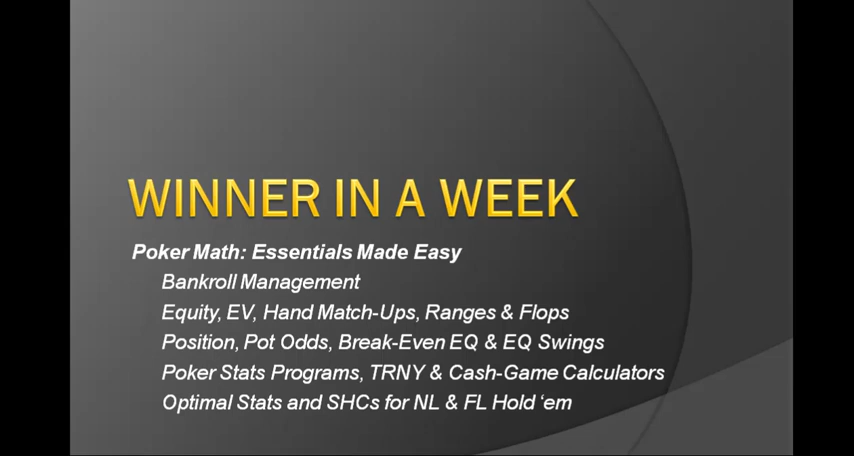 WINNER IN A WEEK
Poker Math: Essentials Made Easy
Bankroll Management
Equity, EV, Hand Match-Ups, Ranges & Flops
Position, Pot Odds, Break-Even EQ & EQ Swings
Poker Stats Programs, TRNY & Cash-Game Calculators
Optimal Stats and SHCs for NL & FL Hold ‘em